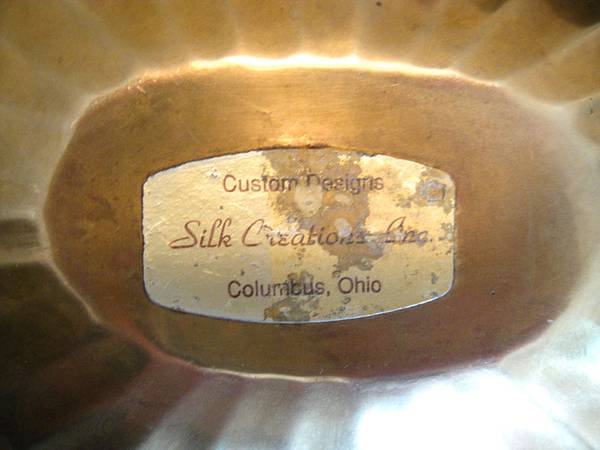 Custom Designs
Silk Creations Inc.
Columbus, Ohio